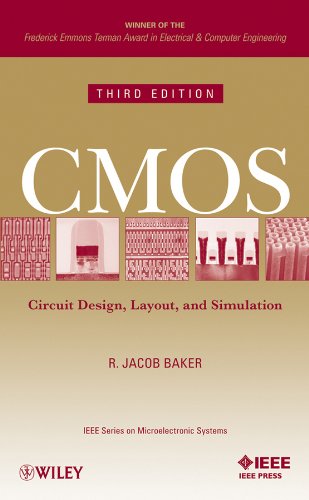 WINNER OF THE
Frederick Emmons Terman Award in Electrical & Computer Engineering
THIRD EDITION
CMOS
Circuit Design, Layout, and Simulation
R. JACOB BAKER
IEEE Series on Microelectronic Systems
WILEY
IEEE
IEEE PRESS